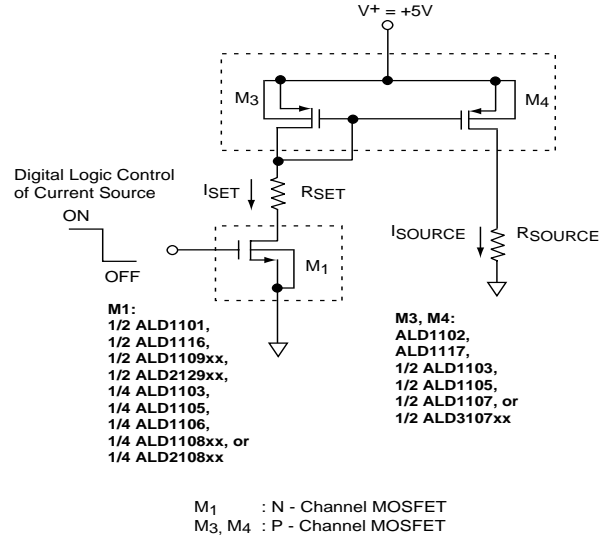 V+ = +5V
M3
M4
Digital Logic Control
of Current Source
ON
OFF
ISET
RSET
M1
ISOURCE
RSOURCE
M1:
1/2 ALD1101,
1/2 ALD1116,
1/2 ALD1109xx,
1/2 ALD2129xx,
1/4 ALD1103,
1/4 ALD1105,
1/4 ALD1106,
1/4 ALD1108xx, or
1/4 ALD2108xx
M3, M4:
ALD1102,
ALD1117,
1/2 ALD1103,
1/2 ALD1105,
1/2 ALD1107, or
1/2 ALD3107xx
M1 : N - Channel MOSFET
M3, M4 : P - Channel MOSFET